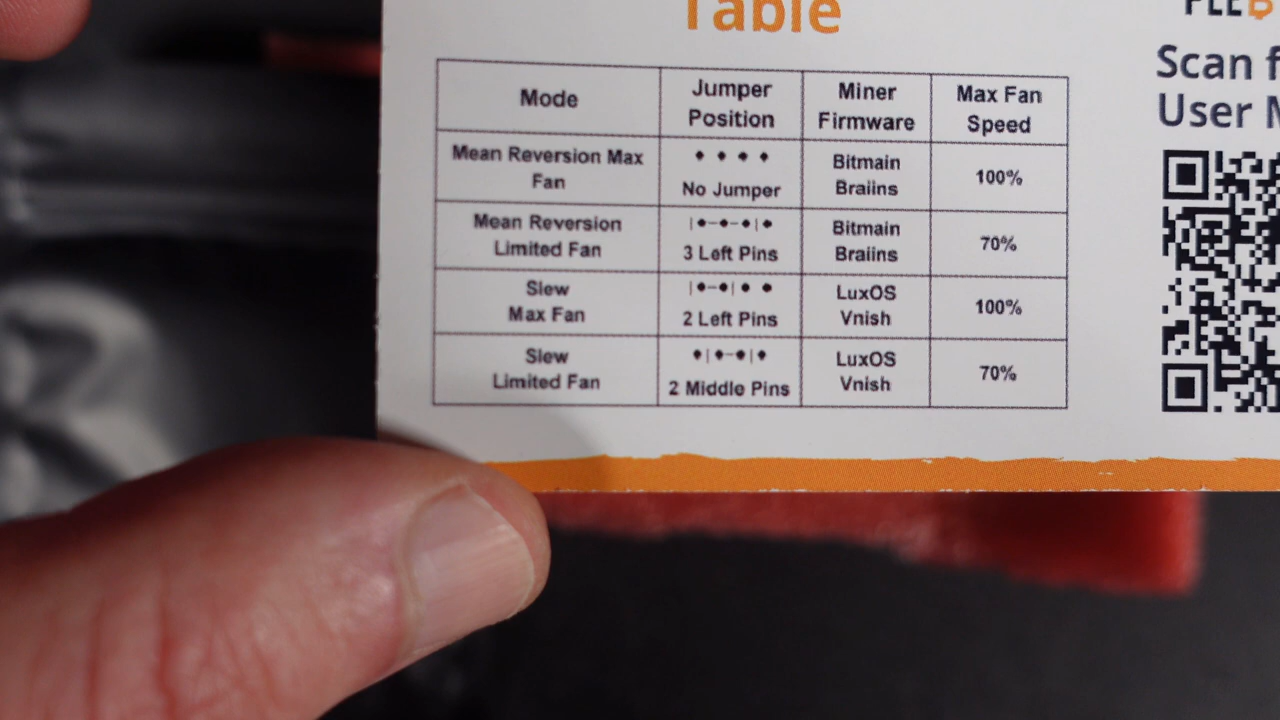 Table
Mode
Jumper
Position
Miner
Firmware
Max Fan
Speed
Mean Reversion Max
Fan
No Jumper
Bitmain
Braiins
100%
Mean Reversion
Limited Fan
3 Left Pins
Bitmain
Braiins
70%
Slew
Max Fan
2 Left Pins
LuxOS
Vnish
100%
Slew
Limited Fan
2 Middle Pins
LuxOS
Vnish
70%
Scan f
User M